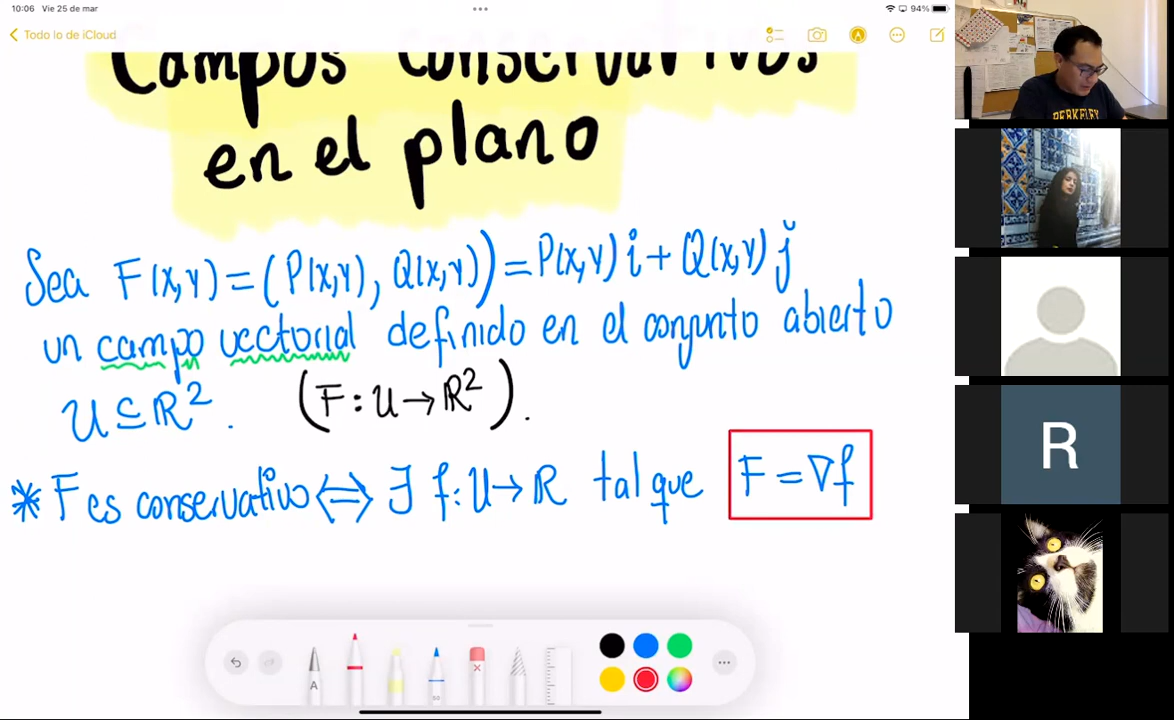 10:06 Vie 25 de mar
94%
Todo lo de iCloud
Campos conservativos
en el plano
Sea F(x,y)=(P(x,y), Q(x,y))=P(x,y)i+Q(x,y)j
un campo vectorial definido en el conjunto abierto
U⊆ℝ². (F:U→ℝ²).
* F es conservativo ⟺ ∃ f:U→ℝ tal que F=∇f
A
BERKELEY
R